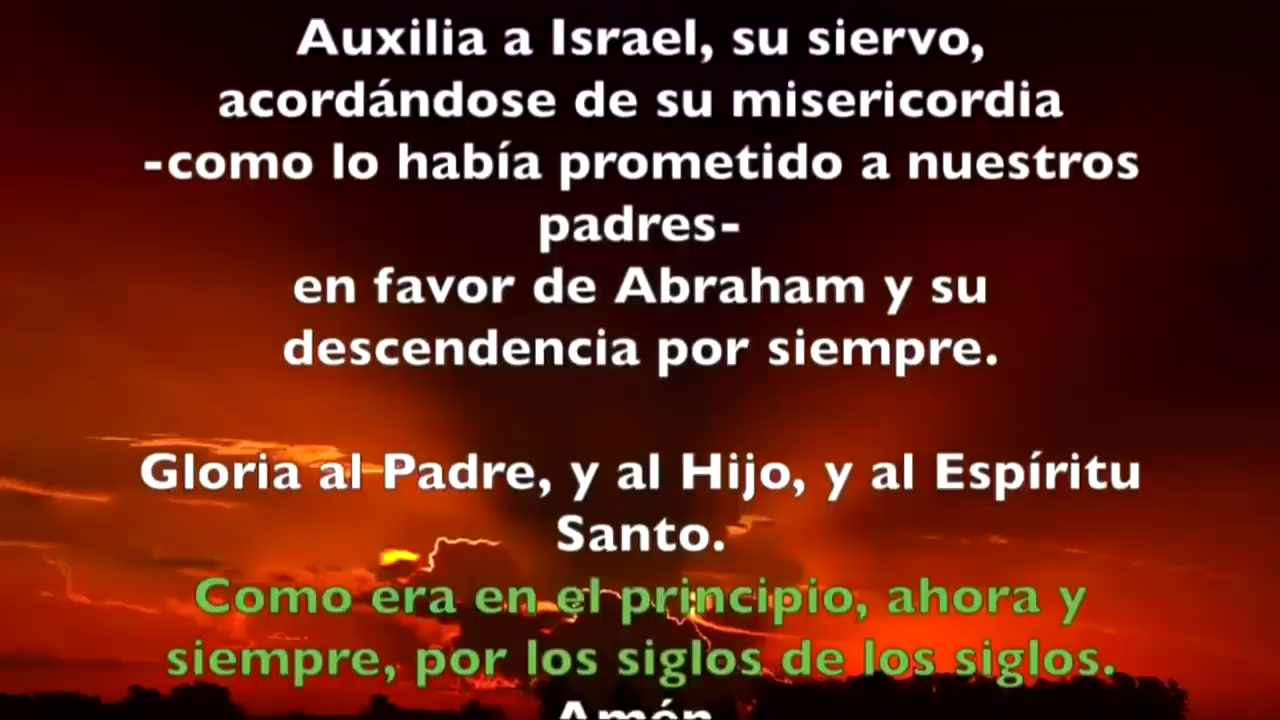 Auxilia a Israel, su siervo,
acordándose de su misericordia
-como lo había prometido a nuestros
padres-
en favor de Abraham y su
descendencia por siempre.
Gloria al Padre, y al Hijo, y al Espíritu
Santo.
Como era en el principio, ahora y
siempre, por los siglos de los siglos.
Amén